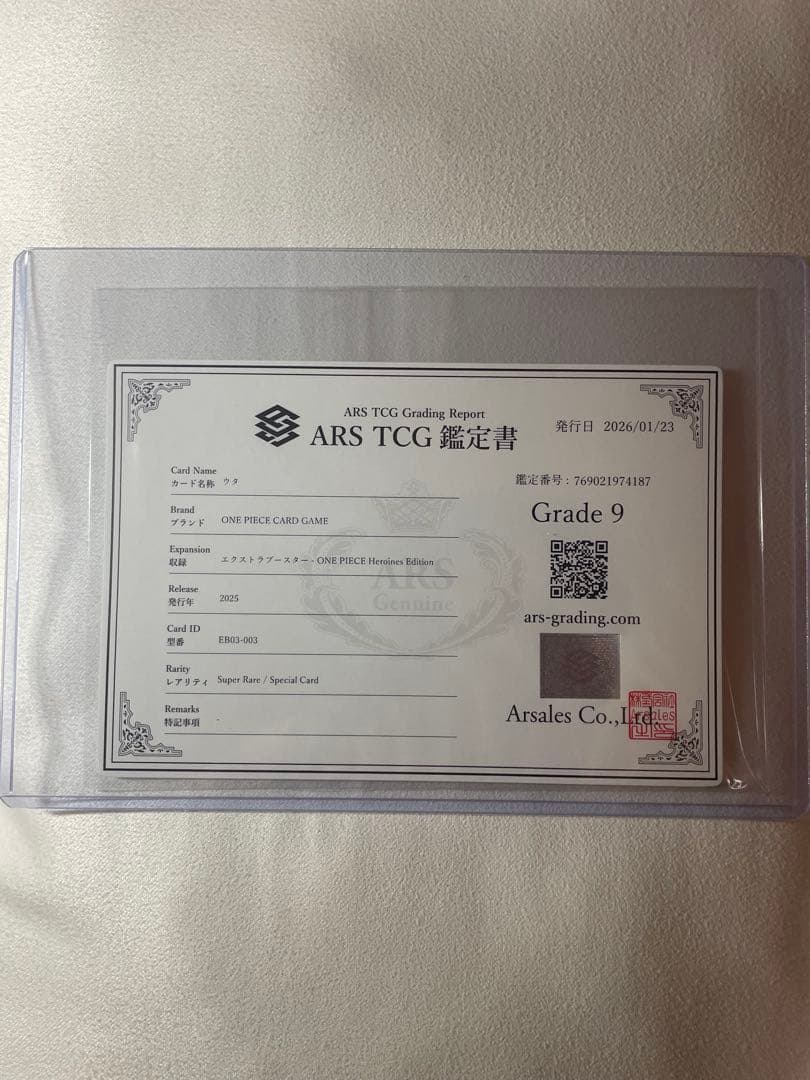 ARS TCG Grading Report
ARS TCG 鑑定書
発行日 2026/01/23
Card Name
カード名称 ウタ
Brand
ブランド ONE PIECE CARD GAME
Expansion
収録 エクストラブースター - ONE PIECE Heroines Edition
Release
発行年 2025
Card ID
型番 EB03-003
Rarity
レアリティ Super Rare / Special Card
Remarks
特記事項 -
ARS
Genuine
鑑定番号 : 769021974187
Grade 9
ars-grading.com
Arsales Co.,Ltd.
Arsales